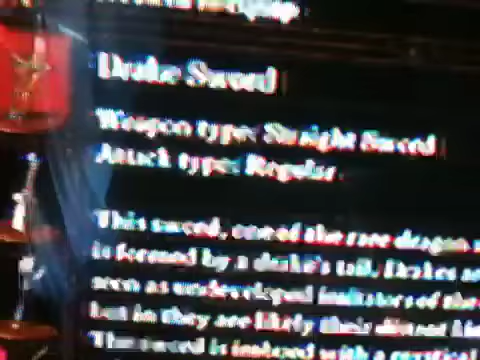 Drake Sword
Weapon type: Straight Sword
Attack type: Regular
This sword, one of the rare dragon
is formed by a drake's tail. Drakes
seen as undeveloped imitators of the
but in they are likely their distant
The sword is imbued with a mystical